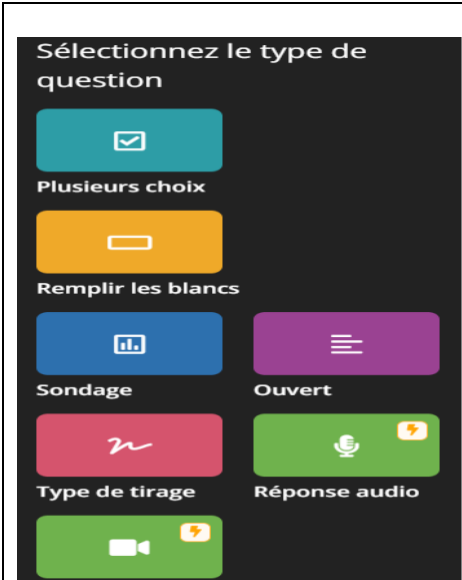 Sélectionnez le type de
question
Plusieurs choix
Remplir les blancs
Sondage
Ouvert
Type de tirage
Réponse audio